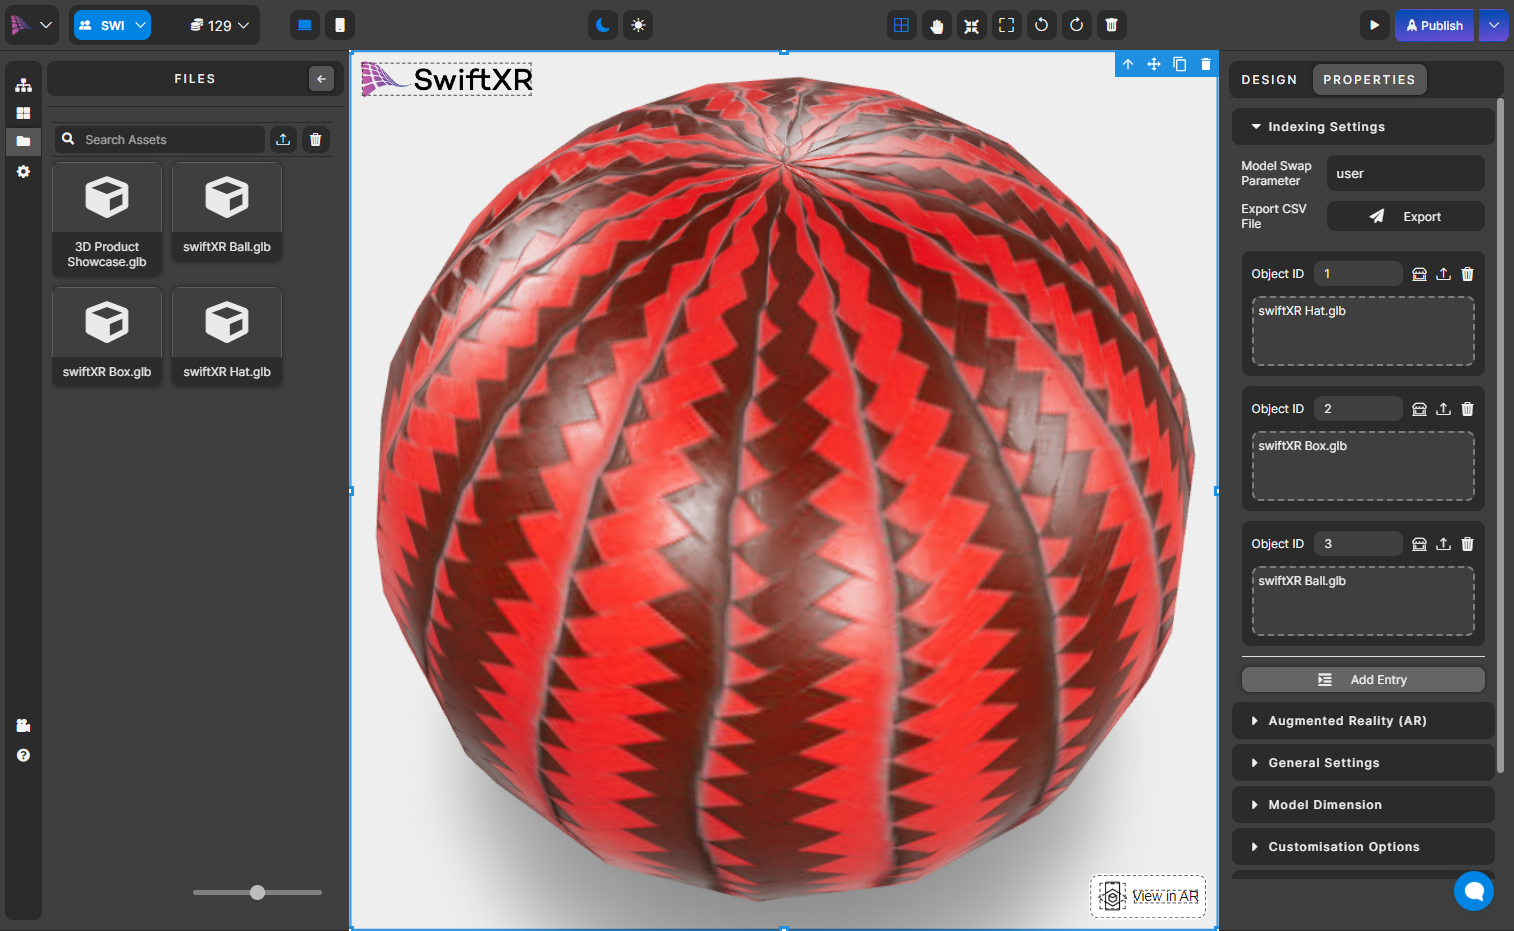 SWI
129
Publish
FILES
Search Assets
3D Product
Showcase.glb
swiftXR Ball.glb
swiftXR Box.glb
swiftXR Hat.glb
SwiftXR
View in AR
DESIGN
PROPERTIES
Indexing Settings
Model Swap
Parameter
user
Export CSV
File
Export
Object ID 1
swiftXR Hat.glb
Object ID 2
swiftXR Box.glb
Object ID 3
swiftXR Ball.glb
Add Entry
Augmented Reality (AR)
General Settings
Model Dimension
Customisation Options